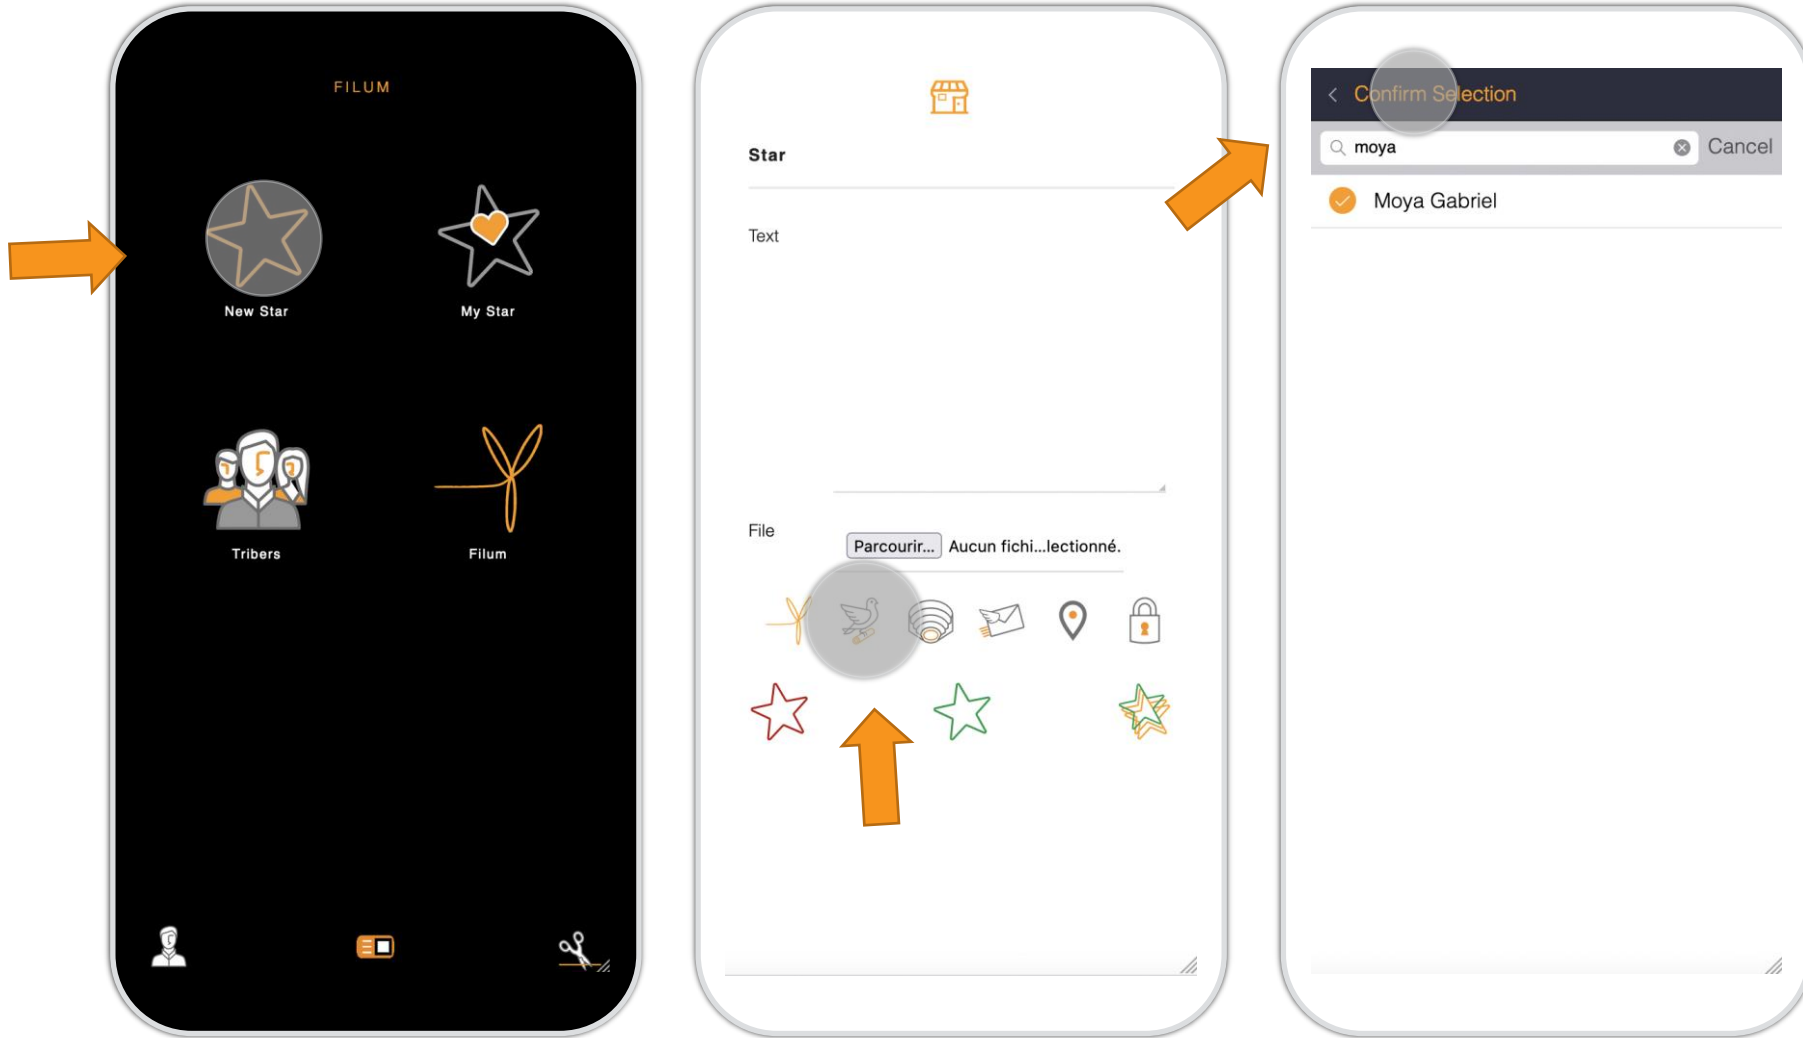 FILUM
New Star
My Star
Tribers
Filum
Star
Text
File
Parcourir... Aucun fichi...lectionné.
< Confirm Selection
moya
Cancel
Moya Gabriel